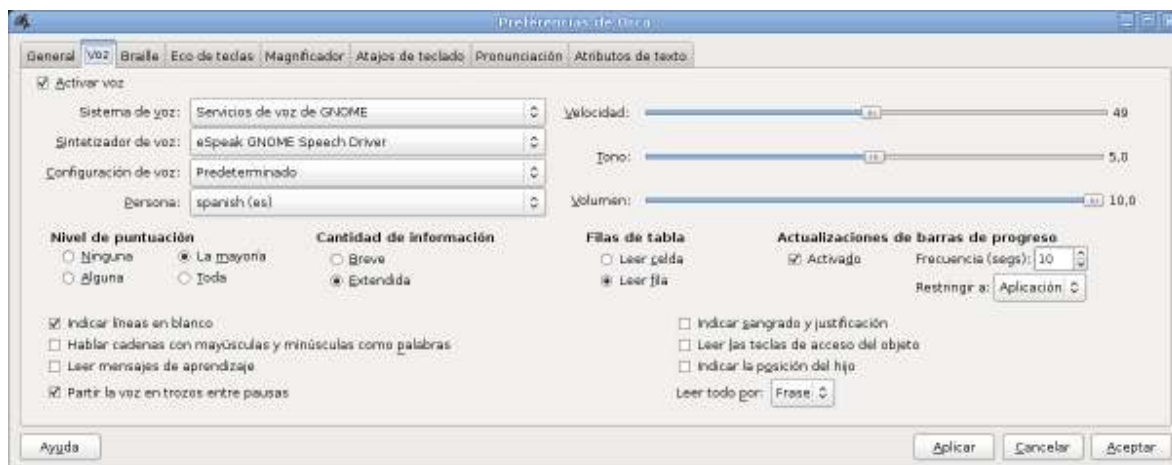 Preferencias de Orca
General Voz Braille Eco de teclas Magnificador Atajos de teclado Pronunciación Atributos de texto
Activar voz
Sistema de voz: Servicios de voz de GNOME
Sintetizador de voz: eSpeak GNOME Speech Driver
Configuración de voz: Predeterminado
Persona: spanish (es)
Velocidad: 49
Tono: 5,0
Volumen: 10,0
Nivel de puntuación
Ninguna La mayoría
Alguna Toda
Cantidad de información
Breve
Extendida
Filas de tabla
Leer celda
Leer fila
Actualizaciones de barras de progreso
Activado Frecuencia (segs): 10
Restringir a: Aplicación
Indicar líneas en blanco
Hablar cadenas con mayúsculas y minúsculas como palabras
Leer mensajes de aprendizaje
Partir la voz en trozos entre pausas
Indicar sangrado y justificación
Leer las teclas de acceso del objeto
Indicar la posición del hijo
Leer todo por: Frase
Ayuda Aplicar Cancelar Aceptar